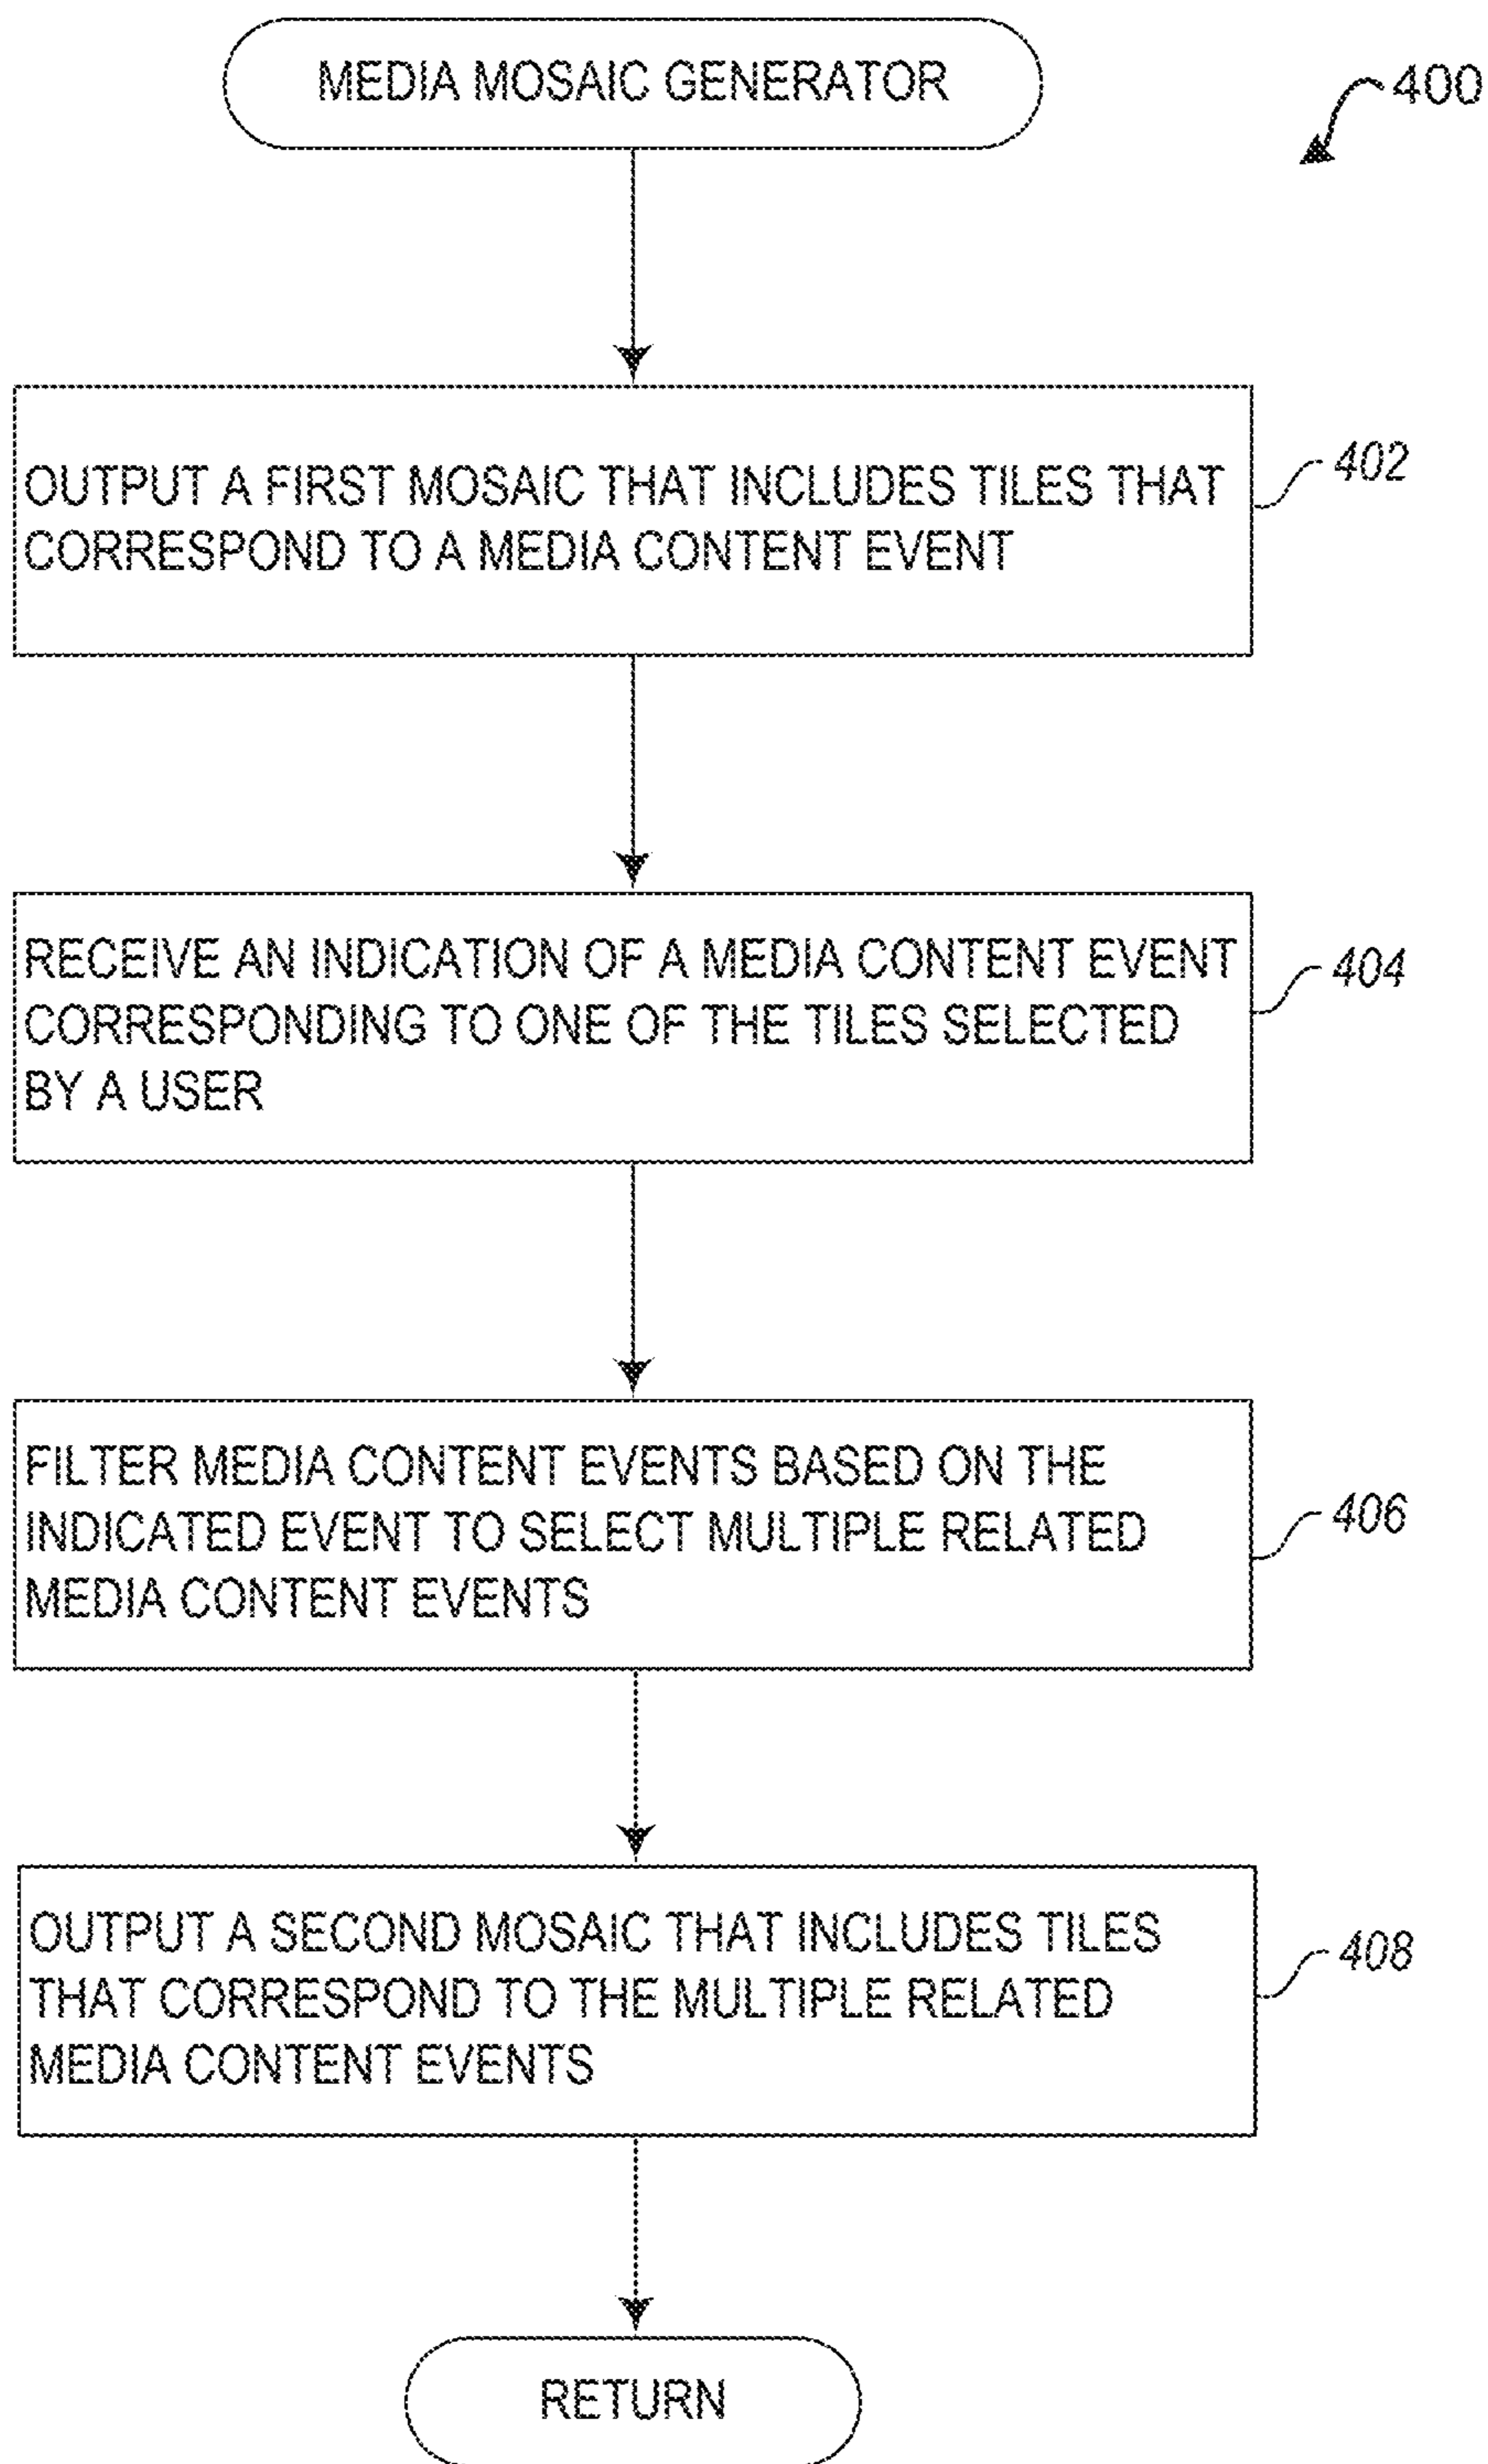 MEDIA MOSAIC GENERATOR
400
OUTPUT A FIRST MOSAIC THAT INCLUDES TILES THAT
CORRESPOND TO A MEDIA CONTENT EVENT
402
RECEIVE AN INDICATION OF A MEDIA CONTENT EVENT
CORRESPONDING TO ONE OF THE TILES SELECTED
BY A USER
404
FILTER MEDIA CONTENT EVENTS BASED ON THE
INDICATED EVENT TO SELECT MULTIPLE RELATED
MEDIA CONTENT EVENTS
406
OUTPUT A SECOND MOSAIC THAT INCLUDES TILES
THAT CORRESPOND TO THE MULTIPLE RELATED
MEDIA CONTENT EVENTS
408
RETURN